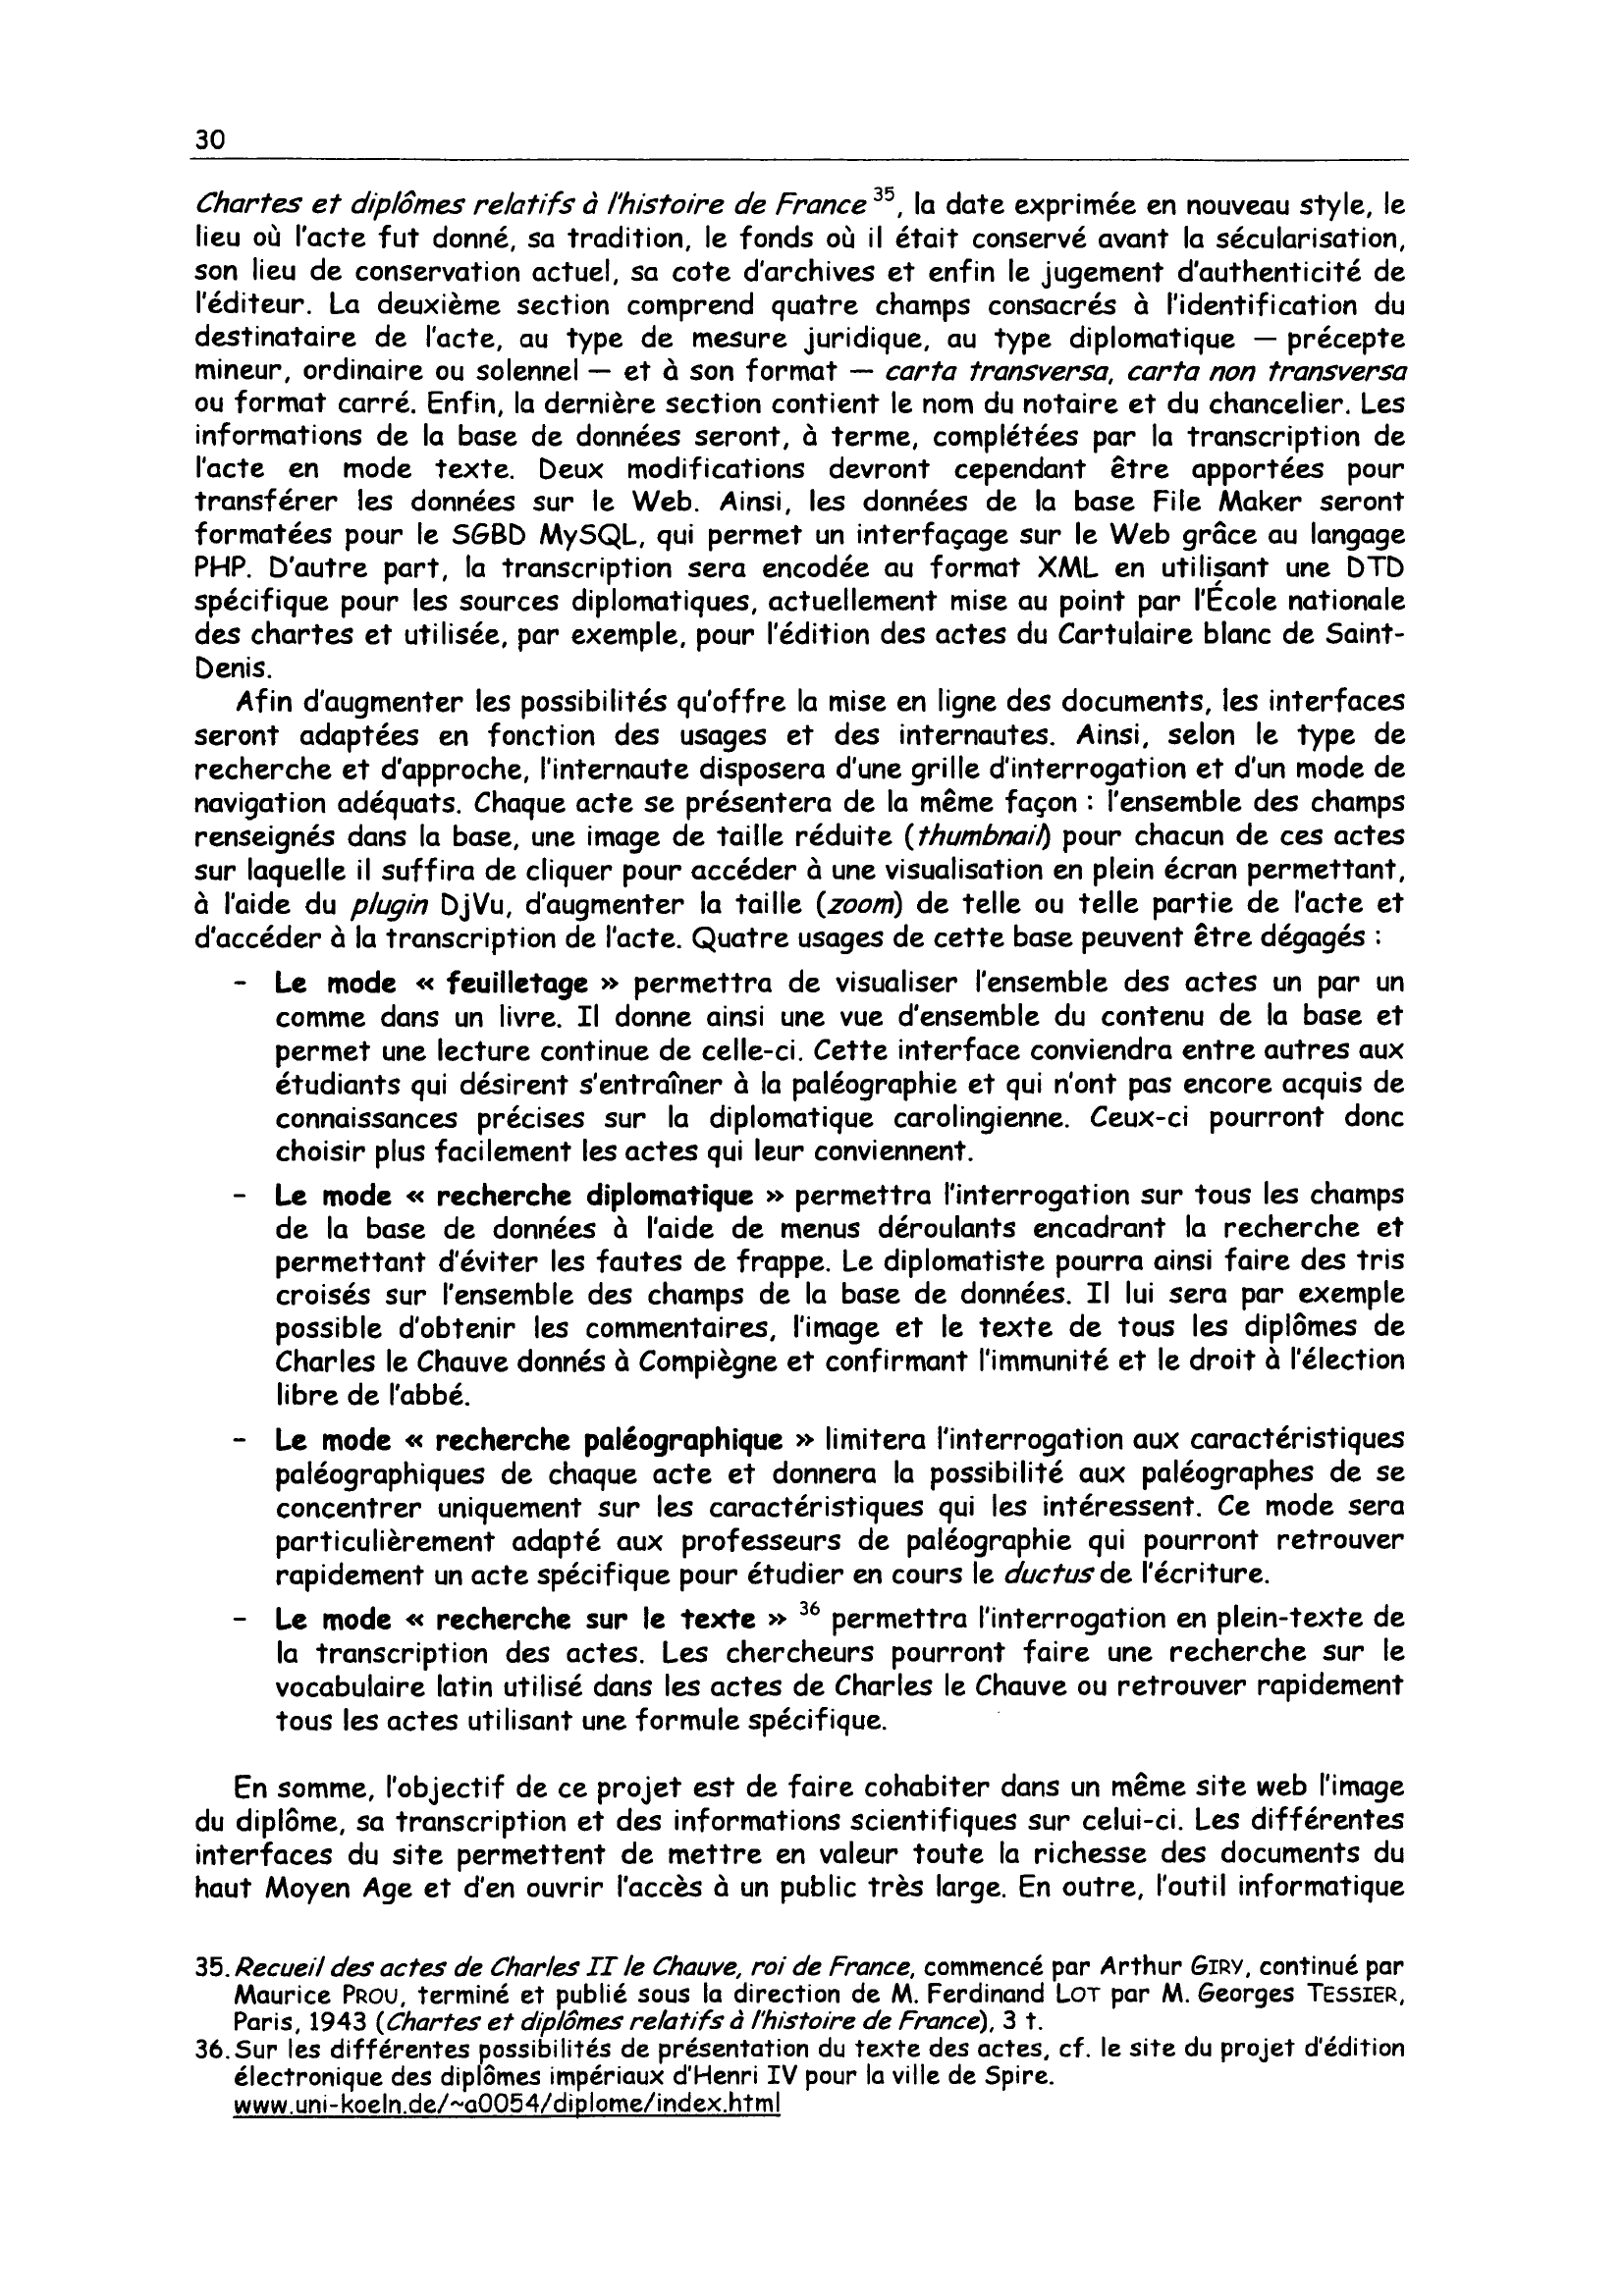 30
Chartes et diplômes relatifs à l'histoire de France 35, la date exprimée en nouveau style, le
lieu où l'acte fut donné, sa tradition, le fonds où il était conservé avant la sécularisation,
son lieu de conservation actuel, sa cote d'archives et enfin le jugement d'authenticité de
l'éditeur. La deuxième section comprend quatre champs consacrés à l'identification du
destinataire de l'acte, au type de mesure juridique, au type diplomatique — précepte
mineur, ordinaire ou solennel — et à son format — carta transversa, carta non transversa
ou format carré. Enfin, la dernière section contient le nom du notaire et du chancelier. Les
informations de la base de données seront, à terme, complétées par la transcription de
l'acte en mode texte. Deux modifications devront cependant être apportées pour
transférer les données sur le Web. Ainsi, les données de la base File Maker seront
formatées pour le SGBD MySQL, qui permet un interfaçage sur le Web grâce au langage
PHP. D'autre part, la transcription sera encodée au format XML en utilisant une DTD
spécifique pour les sources diplomatiques, actuellement mise au point par l'École nationale
des chartes et utilisée, par exemple, pour l'édition des actes du Cartulaire blanc de Saint-
Denis.
Afin d'augmenter les possibilités qu'offre la mise en ligne des documents, les interfaces
seront adaptées en fonction des usages et des internautes. Ainsi, selon le type de
recherche et d'approche, l'internaute disposera d'une grille d'interrogation et d'un mode de
navigation adéquats. Chaque acte se présentera de la même façon : l'ensemble des champs
renseignés dans la base, une image de taille réduite (thumbnail) pour chacun de ces actes
sur laquelle il suffira de cliquer pour accéder à une visualisation en plein écran permettant,
à l'aide du plugin DjVu, d'augmenter la taille (zoom) de telle ou telle partie de l'acte et
d'accéder à la transcription de l'acte. Quatre usages de cette base peuvent être dégagés :
- Le mode « feuilletage » permettra de visualiser l'ensemble des actes un par un
comme dans un livre. Il donne ainsi une vue d'ensemble du contenu de la base et
permet une lecture continue de celle-ci. Cette interface conviendra entre autres aux
étudiants qui désirent s'entraîner à la paléographie et qui n'ont pas encore acquis de
connaissances précises sur la diplomatique carolingienne. Ceux-ci pourront donc
choisir plus facilement les actes qui leur conviennent.
- Le mode « recherche diplomatique » permettra l'interrogation sur tous les champs
de la base de données à l'aide de menus déroulants encadrant la recherche et
permettant d'éviter les fautes de frappe. Le diplomatiste pourra ainsi faire des tris
croisés sur l'ensemble des champs de la base de données. Il lui sera par exemple
possible d'obtenir les commentaires, l'image et le texte de tous les diplômes de
Charles le Chauve donnés à Compiègne et confirmant l'immunité et le droit à l'élection
libre de l'abbé.
- Le mode « recherche paléographique » limitera l'interrogation aux caractéristiques
paléographiques de chaque acte et donnera la possibilité aux paléographes de se
concentrer uniquement sur les caractéristiques qui les intéressent. Ce mode sera
particulièrement adapté aux professeurs de paléographie qui pourront retrouver
rapidement un acte spécifique pour étudier en cours le ductus de l'écriture.
- Le mode « recherche sur le texte » 36 permettra l'interrogation en plein-texte de
la transcription des actes. Les chercheurs pourront faire une recherche sur le
vocabulaire latin utilisé dans les actes de Charles le Chauve ou retrouver rapidement
tous les actes utilisant une formule spécifique.
En somme, l'objectif de ce projet est de faire cohabiter dans un même site web l'image
du diplôme, sa transcription et des informations scientifiques sur celui-ci. Les différentes
interfaces du site permettent de mettre en valeur toute la richesse des documents du
haut Moyen Age et d'en ouvrir l'accès à un public très large. En outre, l'outil informatique
35. Recueil des actes de Charles II le Chauve, roi de France, commencé par Arthur GIRY, continué par
Maurice PROU, terminé et publié sous la direction de M. Ferdinand LOT par M. Georges TESSIER,
Paris, 1943 (Chartes et diplômes relatifs à l'histoire de France), 3 t.
36. Sur les différentes possibilités de présentation du texte des actes, cf. le site du projet d'édition
électronique des diplômes impériaux d'Henri IV pour la ville de Spire.
www.uni-koeln.de/~a0054/diplome/index.html